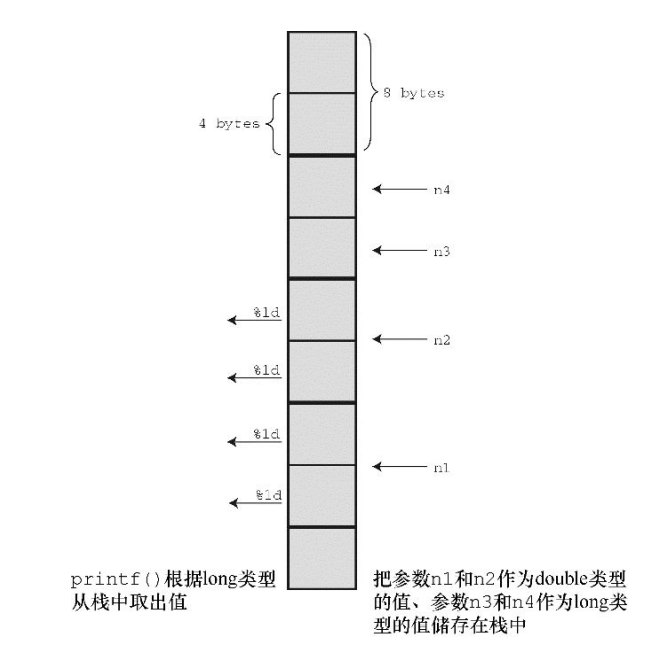 8 bytes
4 bytes
n4
n3
%ld
n2
%ld
%ld
n1
%ld
printf()根据long类型
从栈中取出值
把参数n1和n2作为double类型
的值、参数n3和n4作为long类
型的值储存在栈中